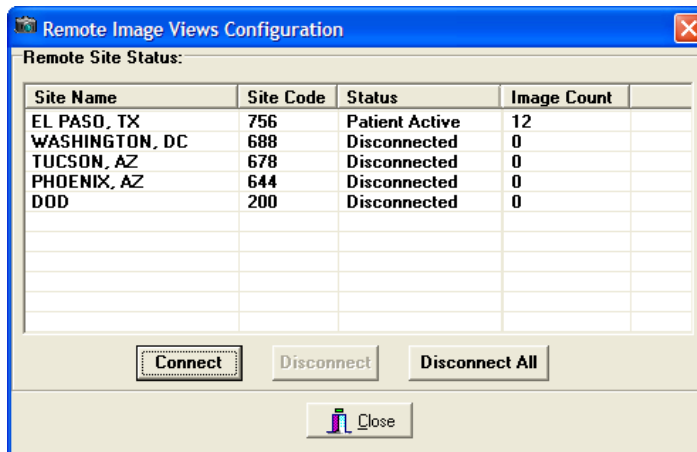 Remote Image Views Configuration
Remote Site Status:
Site Name Site Code Status Image Count
EL PASO, TX 756 Patient Active 12
WASHINGTON, DC 688 Disconnected 0
TUCSON, AZ 678 Disconnected 0
PHOENIX, AZ 644 Disconnected 0
DOD 200 Disconnected 0
Connect Disconnect Disconnect All
Close